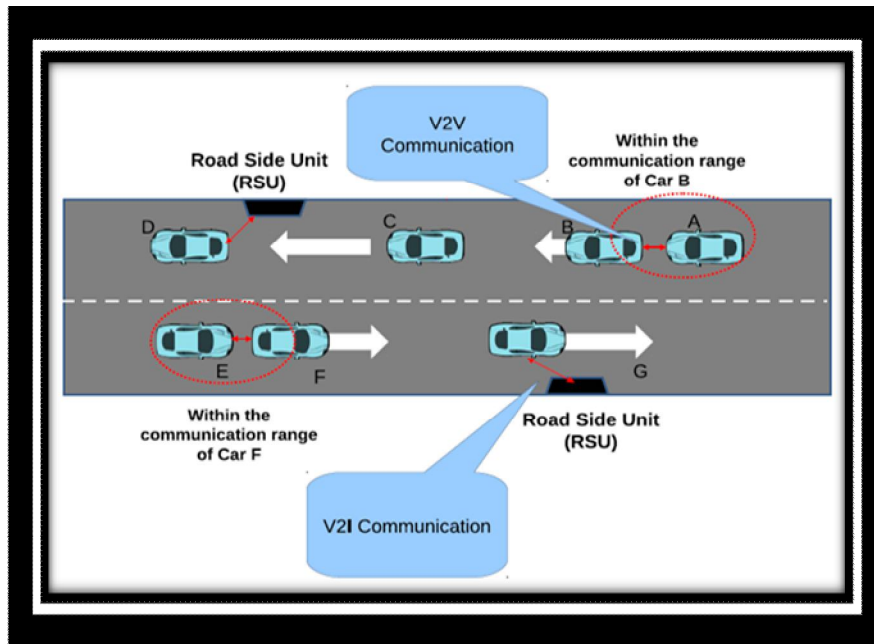 V2V
Communication
Within the
communication range
of Car B
Road Side Unit
(RSU)
D
C
B
A
E
F
G
Within the
communication range
of Car F
Road Side Unit
(RSU)
V2I Communication